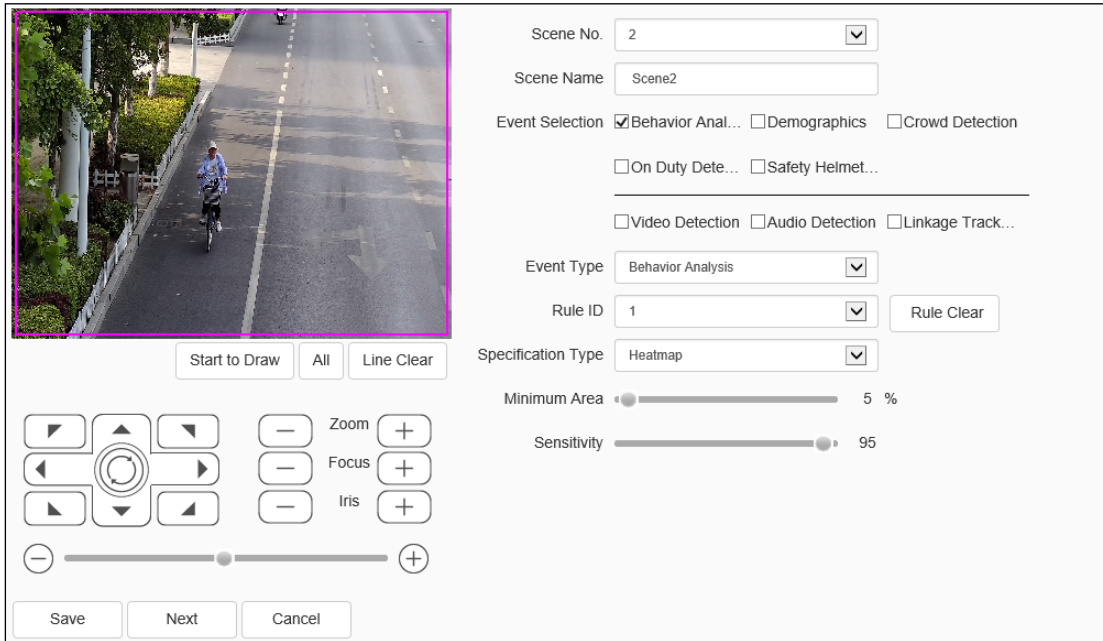 Scene No. 2
Scene Name Scene2
Event Selection Behavior Anal... Demographics Crowd Detection
On Duty Dete... Safety Helmet...
Video Detection Audio Detection Linkage Track...
Event Type Behavior Analysis
Rule ID 1 Rule Clear
Specification Type Heatmap
Minimum Area 5 %
Sensitivity 95
Start to Draw All Line Clear
Zoom
Focus
Iris
Save Next Cancel